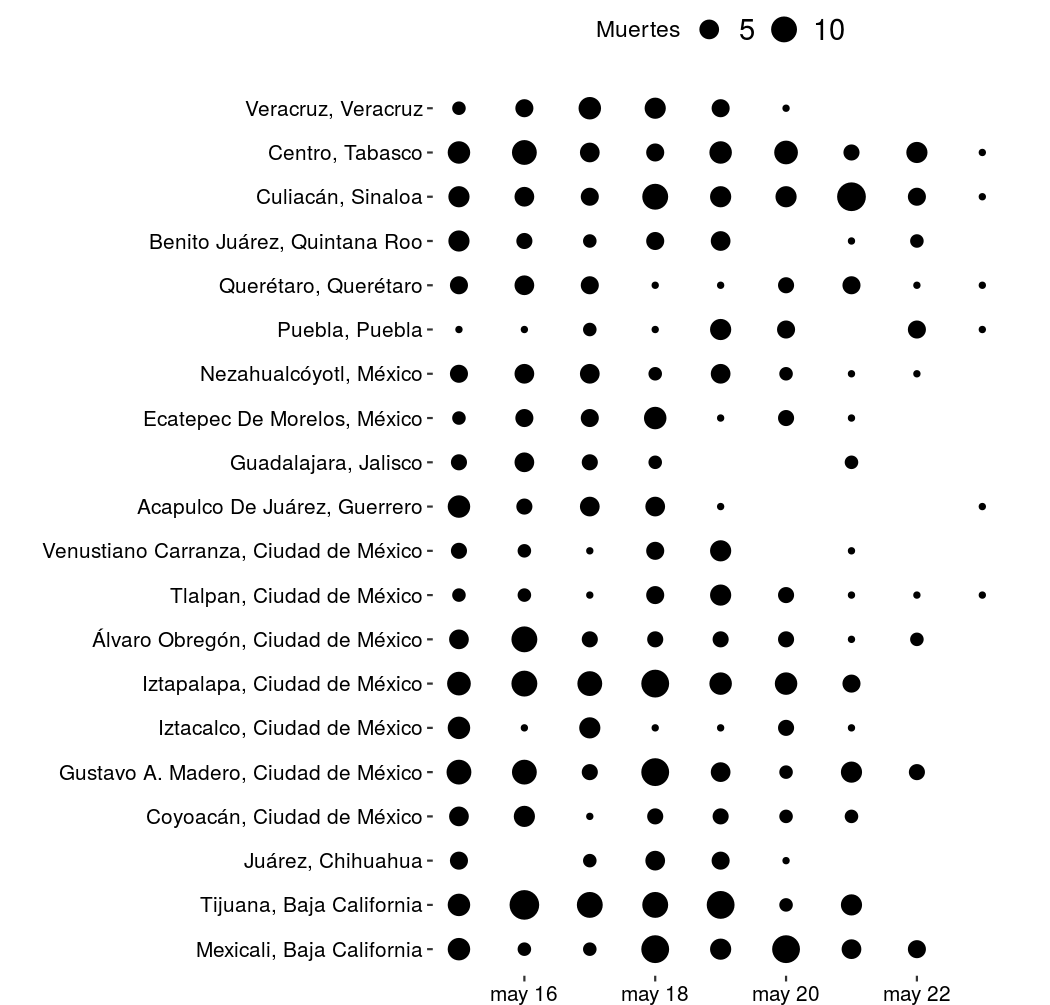 Muertes 5 10
Veracruz, Veracruz
Centro, Tabasco
Culiacán, Sinaloa
Benito Juárez, Quintana Roo
Querétaro, Querétaro
Puebla, Puebla
Nezahualcóyotl, México
Ecatepec De Morelos, México
Guadalajara, Jalisco
Acapulco De Juárez, Guerrero
Venustiano Carranza, Ciudad de México
Tlalpan, Ciudad de México
Álvaro Obregón, Ciudad de México
Iztapalapa, Ciudad de México
Iztacalco, Ciudad de México
Gustavo A. Madero, Ciudad de México
Coyoacán, Ciudad de México
Juárez, Chihuahua
Tijuana, Baja California
Mexicali, Baja California
may 16 may 18 may 20 may 22